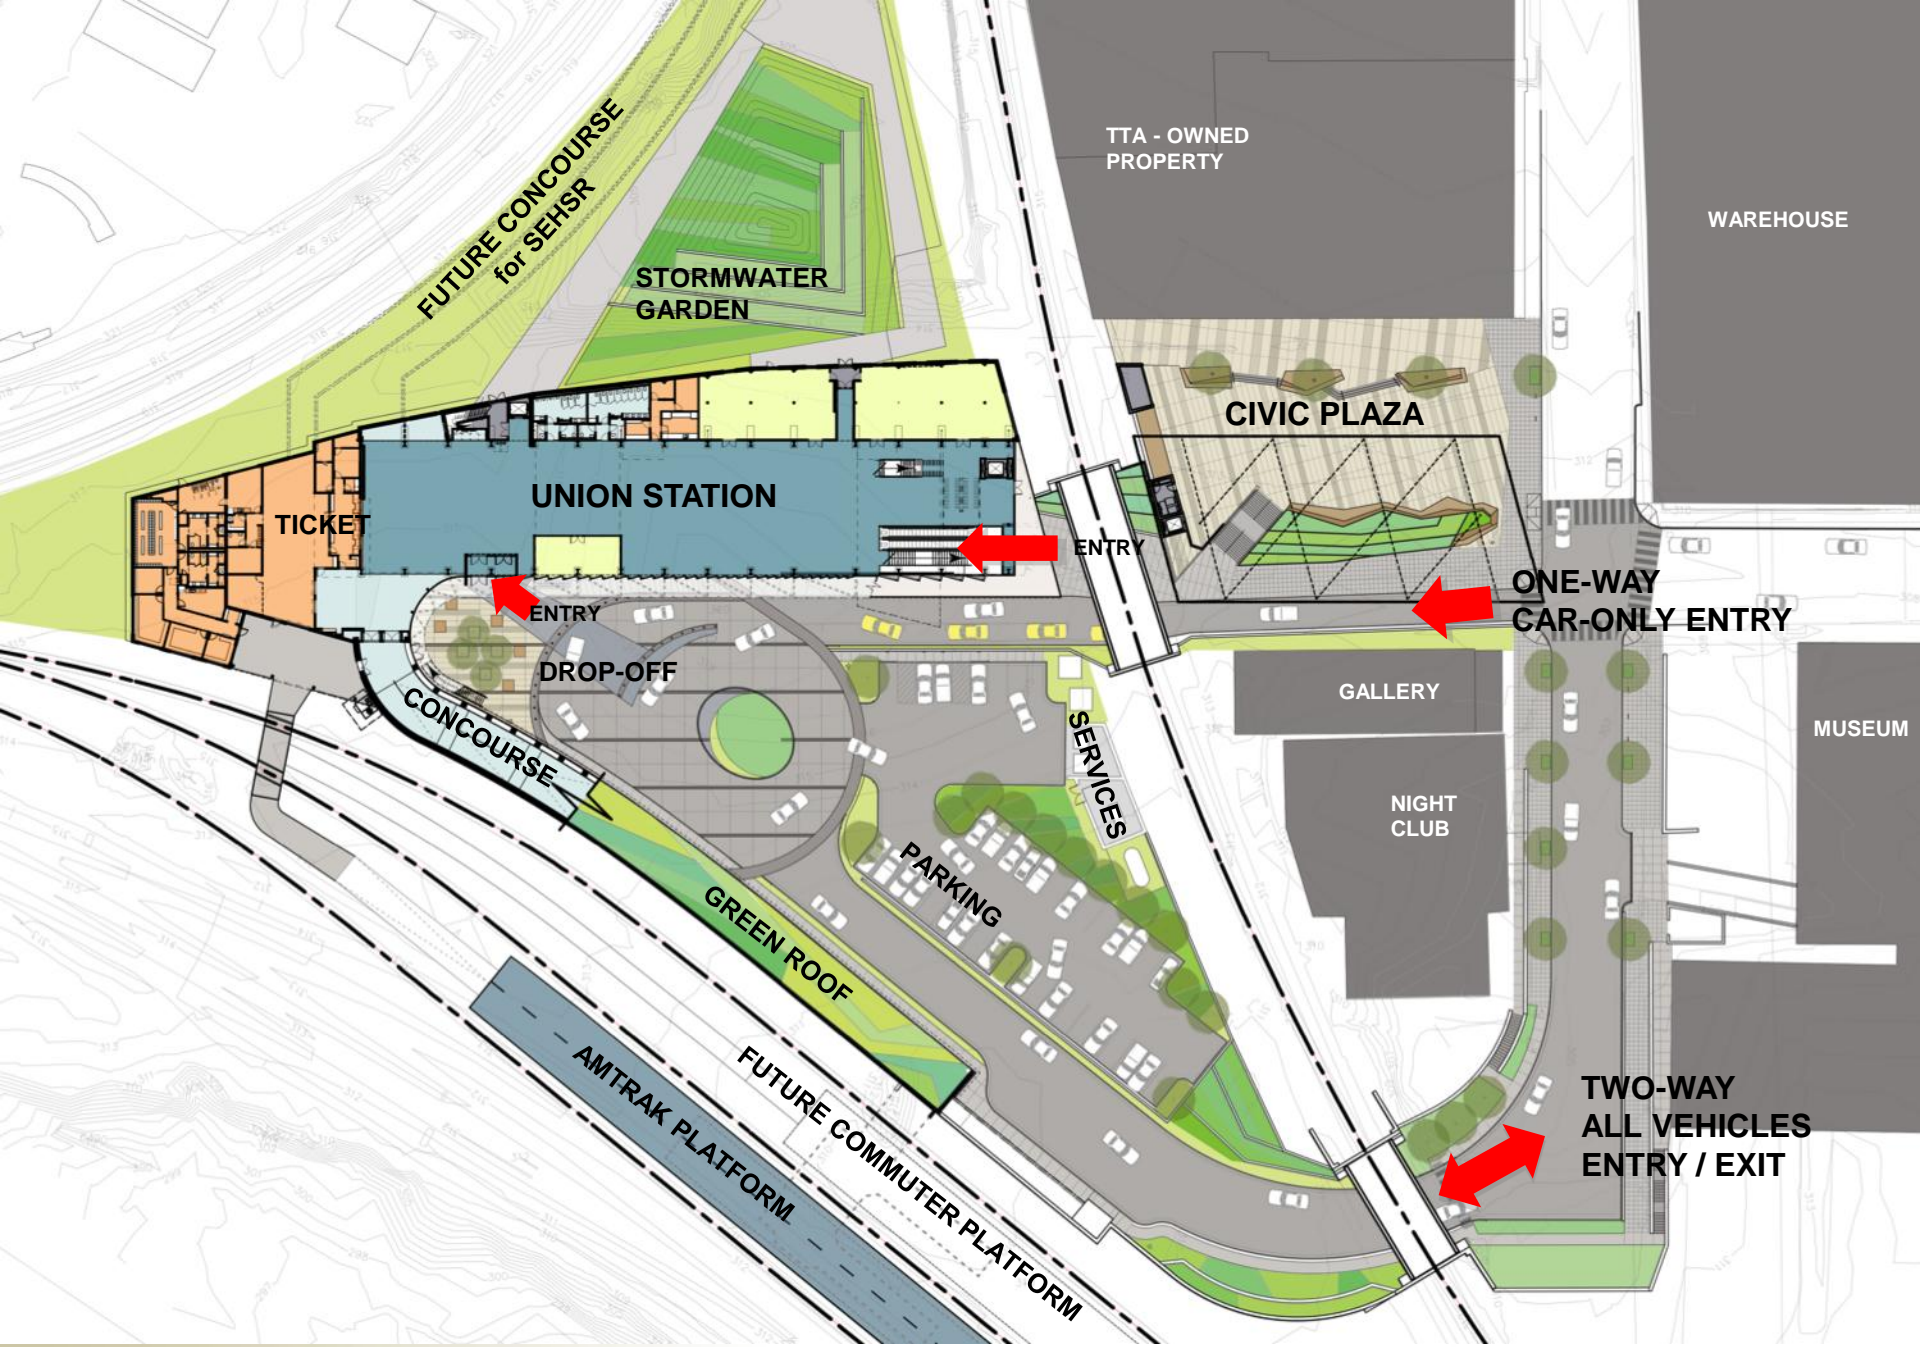 TTA - OWNED
PROPERTY
WAREHOUSE
FUTURE CONCOURSE
for SEHSR
STORMWATER
GARDEN
CIVIC PLAZA
UNION STATION
TICKET
ENTRY
ENTRY
ONE-WAY
CAR-ONLY ENTRY
DROP-OFF
CONCOURSE
GALLERY
SERVICES
MUSEUM
NIGHT
CLUB
PARKING
GREEN ROOF
AMTRAK PLATFORM
FUTURE COMMUTER PLATFORM
TWO-WAY
ALL VEHICLES
ENTRY / EXIT